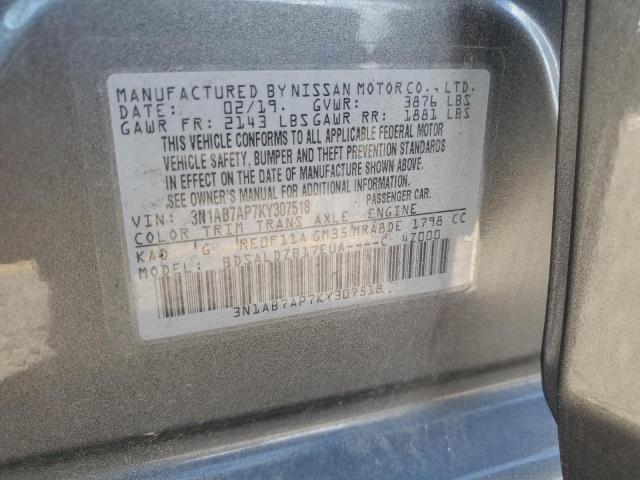 MANUFACTURED BY NISSAN MOTOR CO., LTD.
DATE: 02/19. GVWR: 3876 LBS
GAWR FR: 2143 LBS GAWR RR: 1881 LBS
THIS VEHICLE CONFORMS TO ALL APPLICABLE FEDERAL MOTOR
VEHICLE SAFETY, BUMPER AND THEFT PREVENTION STANDARDS
IN EFFECT ON THE DATE OF MANUFACTURE SHOWN ABOVE.
SEE OWNER'S MANUAL FOR ADDITIONAL INFORMATION.
VIN: 3N1AB7AP7KY307518 PASSENGER CAR.
COLOR TRIM TRANS AXLE ENGINE
KAD G RE0F11A GM35 MRA8DE 1798 CC
MODEL: BDSALDZB17EUA----C 4Z000
3N1AB7AP7KY307518